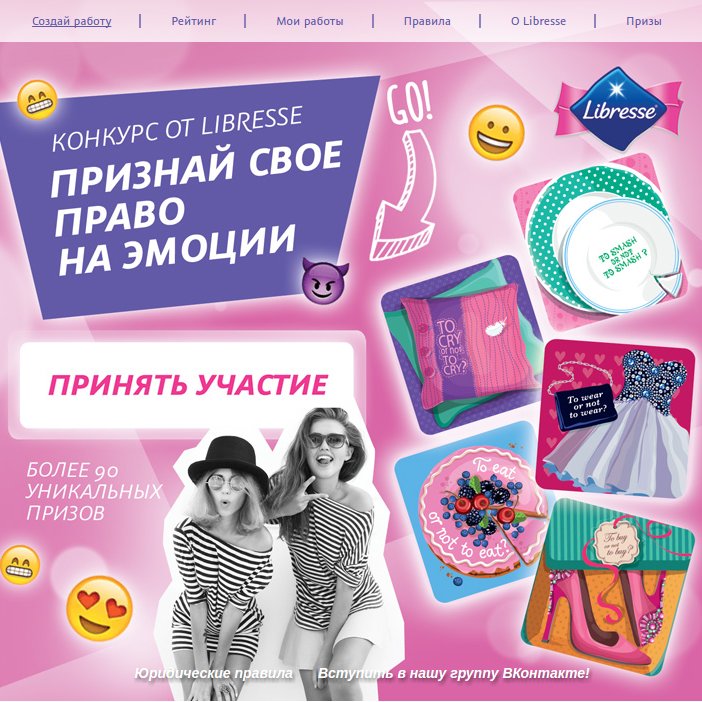 Создай работу | Рейтинг | Мои работы | Правила | О Libresse | Призы
КОНКУРС ОТ LIBRESSE
ПРИЗНАЙ СВОЕ
ПРАВО
НА ЭМОЦИИ
GO!
Libresse
TO SMASH
OR NOT
TO SMASH?
TO
CRY
or not
TO
CRY?
To wear
or not
to wear?
To eat
or not to eat?
To buy
or not
to buy?
ПРИНЯТЬ УЧАСТИЕ
БОЛЕЕ 90
УНИКАЛЬНЫХ
ПРИЗОВ
Юридические правила Вступить в нашу группу ВКонтакте!